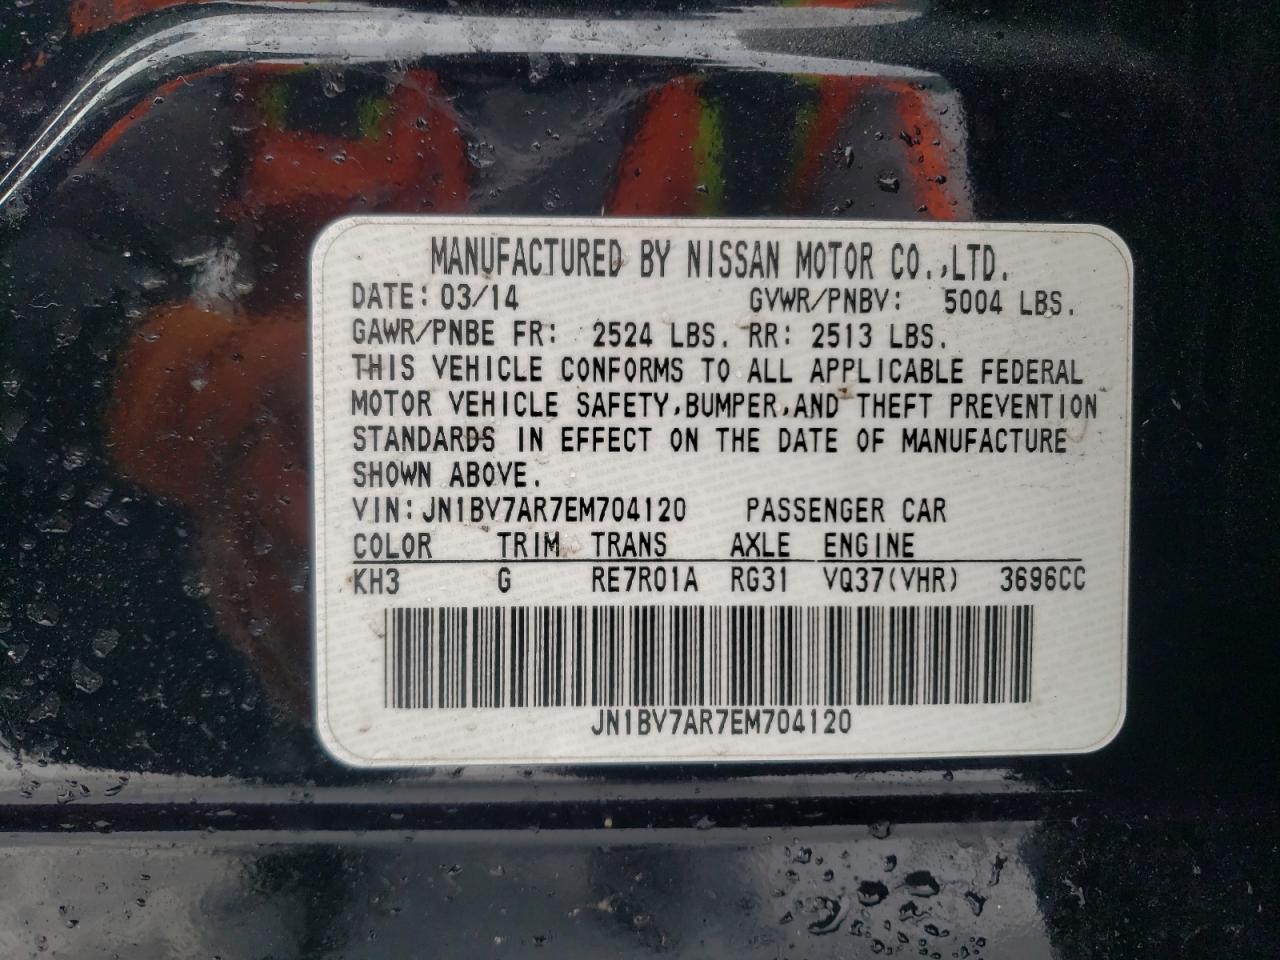 MANUFACTURED BY NISSAN MOTOR CO.,LTD.
DATE: 03/14 GVWR/PNBV: 5004 LBS.
GAWR/PNBE FR: 2524 LBS. RR: 2513 LBS.
THIS VEHICLE CONFORMS TO ALL APPLICABLE FEDERAL
MOTOR VEHICLE SAFETY,BUMPER,AND THEFT PREVENTION
STANDARDS IN EFFECT ON THE DATE OF MANUFACTURE
SHOWN ABOVE.
VIN: JN1BV7AR7EM704120 PASSENGER CAR
COLOR TRIM TRANS AXLE ENGINE
KH3 G RE7R01A RG31 VQ37(VHR) 3696CC
JN1BV7AR7EM704120